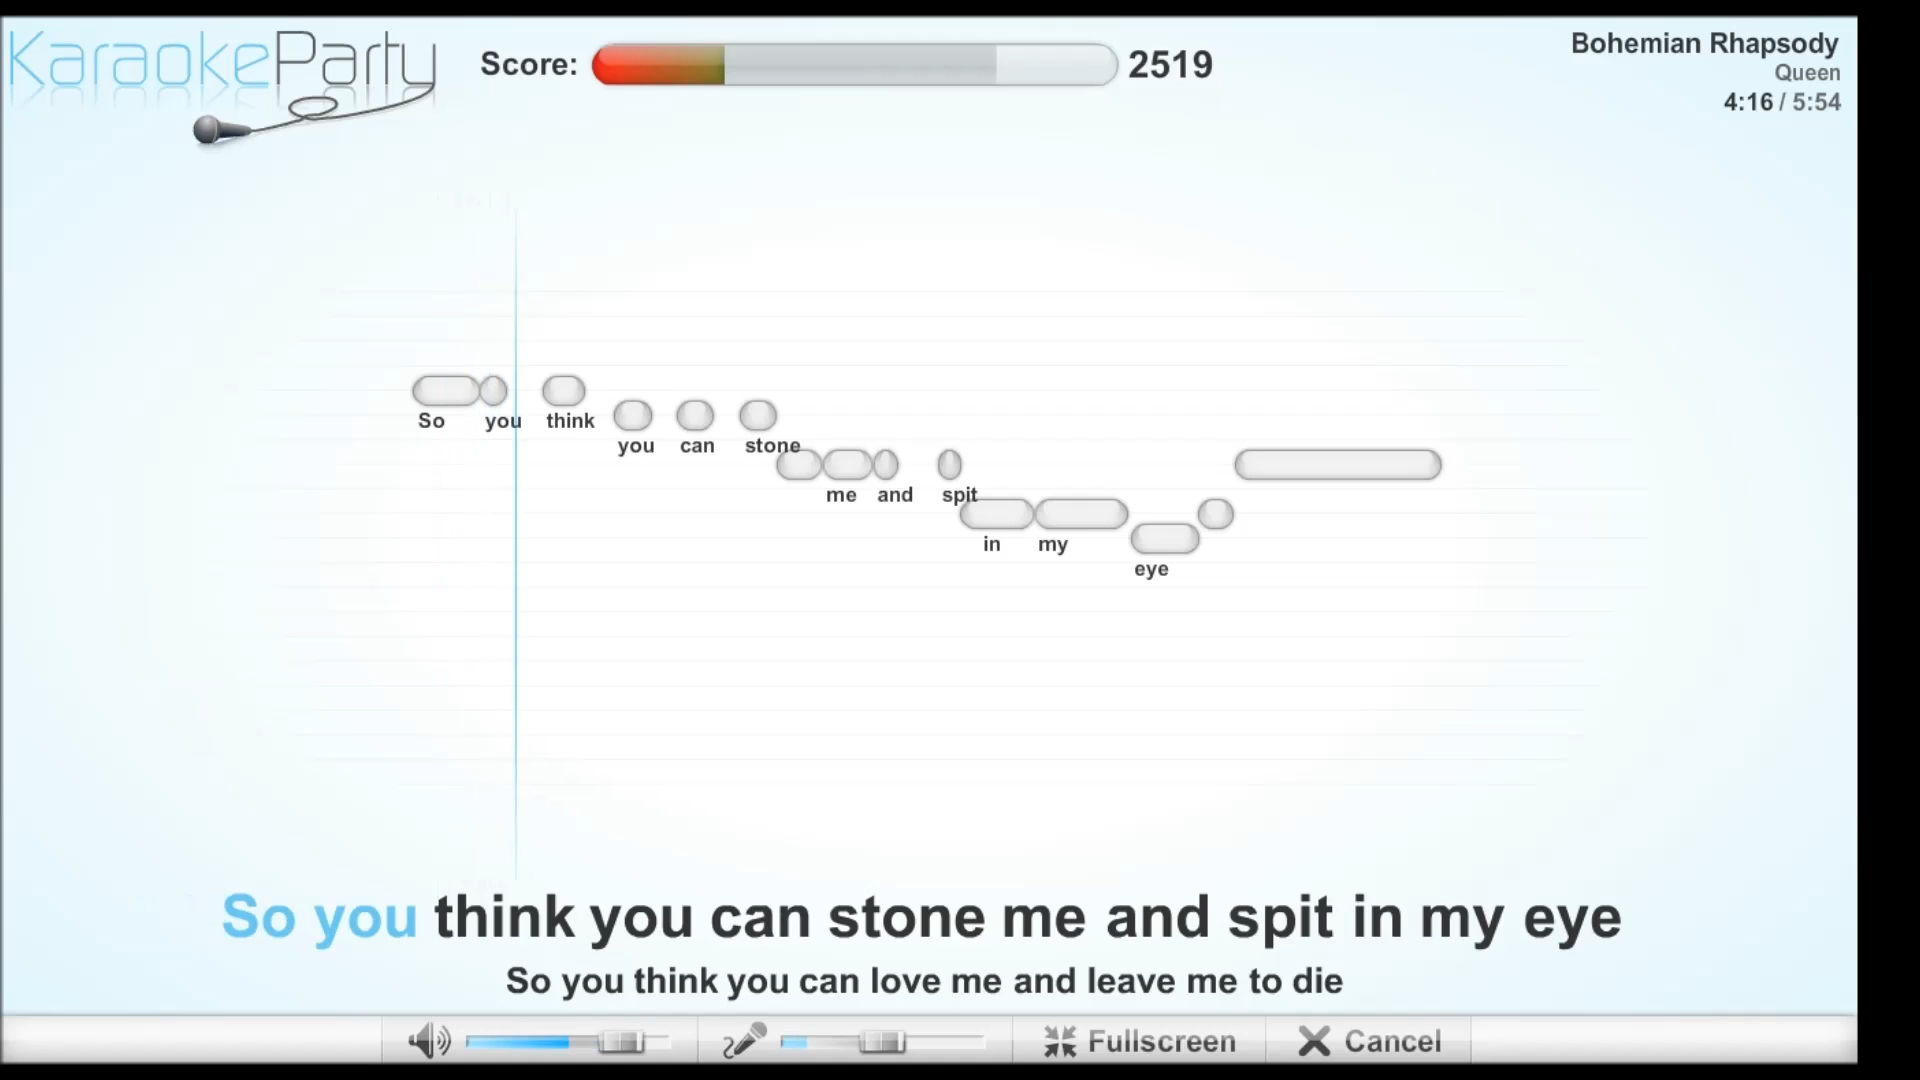 KaraokeParty
Score: 2519
Bohemian Rhapsody
Queen
4:16 / 5:54
So you think
you can stone
me and spit
in my
eye
So you think you can stone me and spit in my eye
So you think you can love me and leave me to die
Fullscreen Cancel